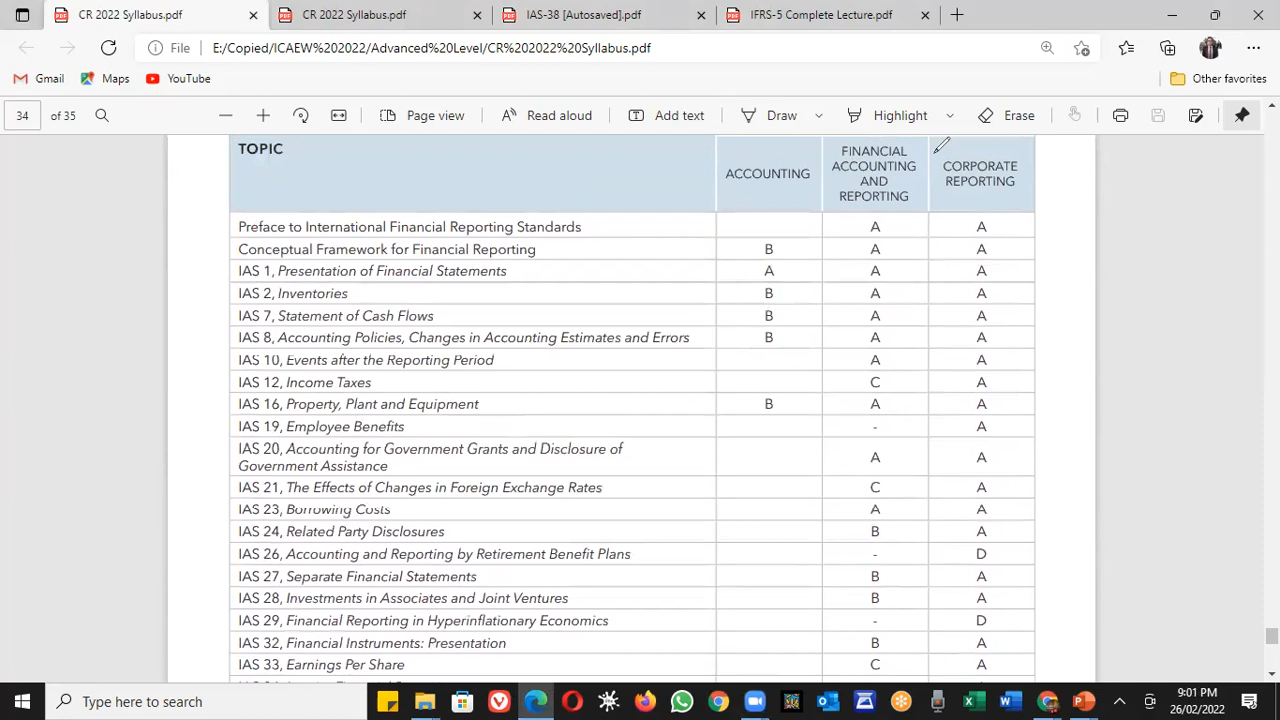 CR 2022 Syllabus.pdf
CR 2022 Syllabus.pdf
IAS-38 [Autosaved].pdf
IFRS-5 Complete Lecture.pdf
File
E:/Copied/ICAEW%202022/Advanced%20Level/CR%202022%20Syllabus.pdf
Gmail
Maps
YouTube
Other favorites
34 of 35
Page view
Read aloud
Add text
Draw
Highlight
Erase
TOPIC
ACCOUNTING
FINANCIAL
ACCOUNTING
AND
REPORTING
CORPORATE
REPORTING
Preface to International Financial Reporting Standards A A
Conceptual Framework for Financial Reporting B A A
IAS 1, Presentation of Financial Statements A A A
IAS 2, Inventories B A A
IAS 7, Statement of Cash Flows B A A
IAS 8, Accounting Policies, Changes in Accounting Estimates and Errors B A A
IAS 10, Events after the Reporting Period A A
IAS 12, Income Taxes C A
IAS 16, Property, Plant and Equipment B A A
IAS 19, Employee Benefits - A
IAS 20, Accounting for Government Grants and Disclosure of
Government Assistance A A
IAS 21, The Effects of Changes in Foreign Exchange Rates C A
IAS 23, Borrowing Costs A A
IAS 24, Related Party Disclosures B A
IAS 26, Accounting and Reporting by Retirement Benefit Plans - D
IAS 27, Separate Financial Statements B A
IAS 28, Investments in Associates and Joint Ventures B A
IAS 29, Financial Reporting in Hyperinflationary Economics - D
IAS 32, Financial Instruments: Presentation B A
IAS 33, Earnings Per Share C A
Type here to search
9:01 PM
26/02/2022